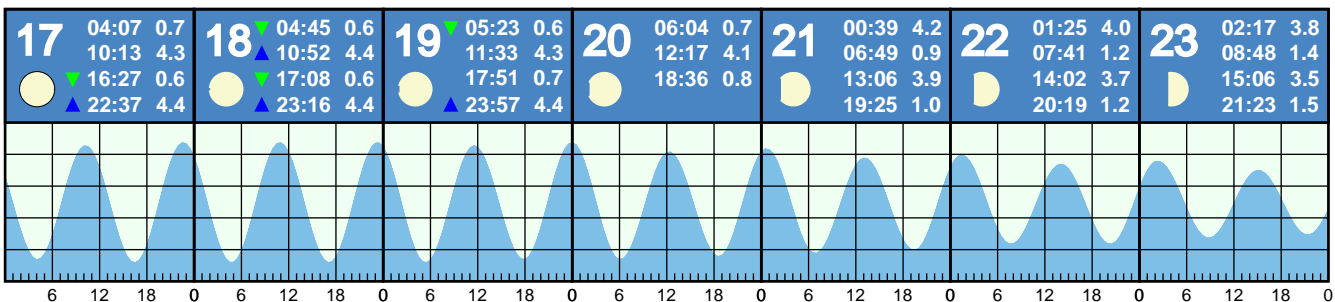 17
04:07 0.7
10:13 4.3
▼ 16:27 0.6
▲ 22:37 4.4
18
▼ 04:45 0.6
▲ 10:52 4.4
▼ 17:08 0.6
▲ 23:16 4.4
19
▼ 05:23 0.6
11:33 4.3
17:51 0.7
▲ 23:57 4.4
20
06:04 0.7
12:17 4.1
18:36 0.8
21
00:39 4.2
06:49 0.9
13:06 3.9
19:25 1.0
22
01:25 4.0
07:41 1.2
14:02 3.7
20:19 1.2
23
02:17 3.8
08:48 1.4
15:06 3.5
21:23 1.5
6 12 18 0 6 12 18 0 6 12 18 0 6 12 18 0 6 12 18 0 6 12 18 0 6 12 18 0